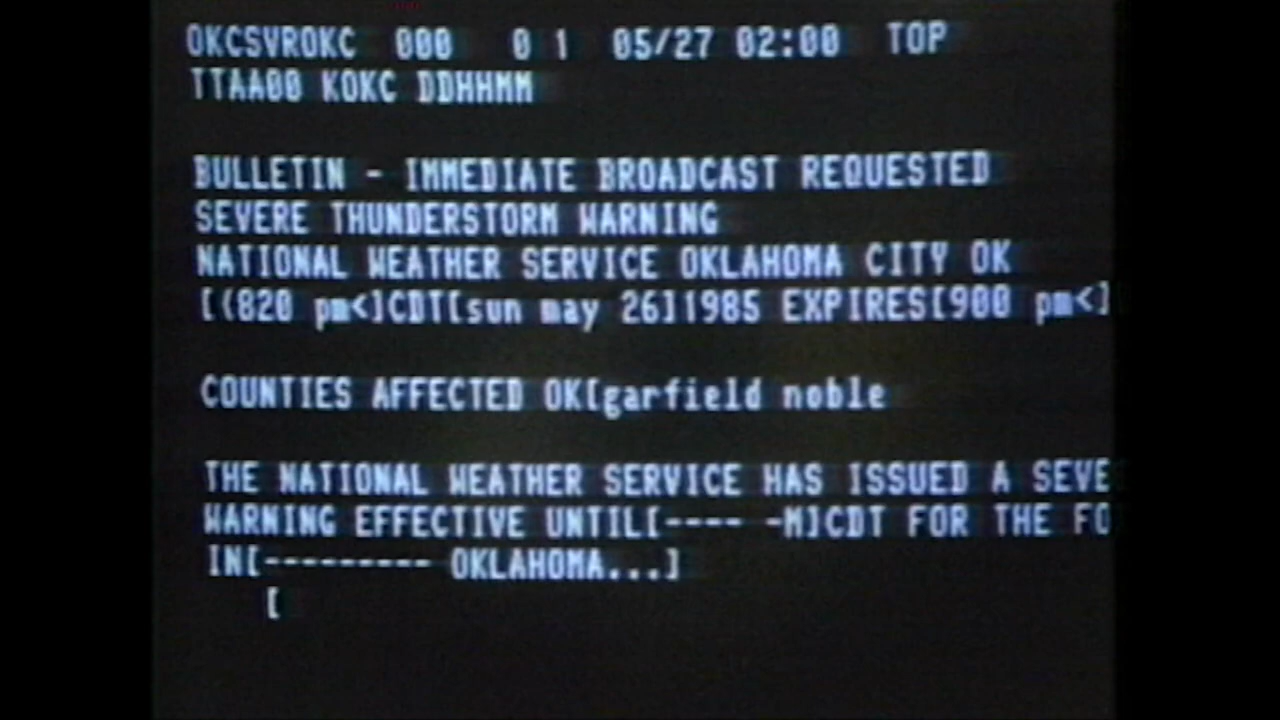 OKCSVROKC 000 0 1 05/27 02:00 TOP
TTAA00 KOKC DDHHMM
BULLETIN - IMMEDIATE BROADCAST REQUESTED
SEVERE THUNDERSTORM WARNING
NATIONAL WEATHER SERVICE OKLAHOMA CITY OK
[(820 pm<]CDT[sun may 26]1985 EXPIRES[900 pm<]
COUNTIES AFFECTED OK[garfield noble
THE NATIONAL WEATHER SERVICE HAS ISSUED A SEVE
WARNING EFFECTIVE UNTIL[---- -M]CDT FOR THE FO
IN[--------- OKLAHOMA...]
[